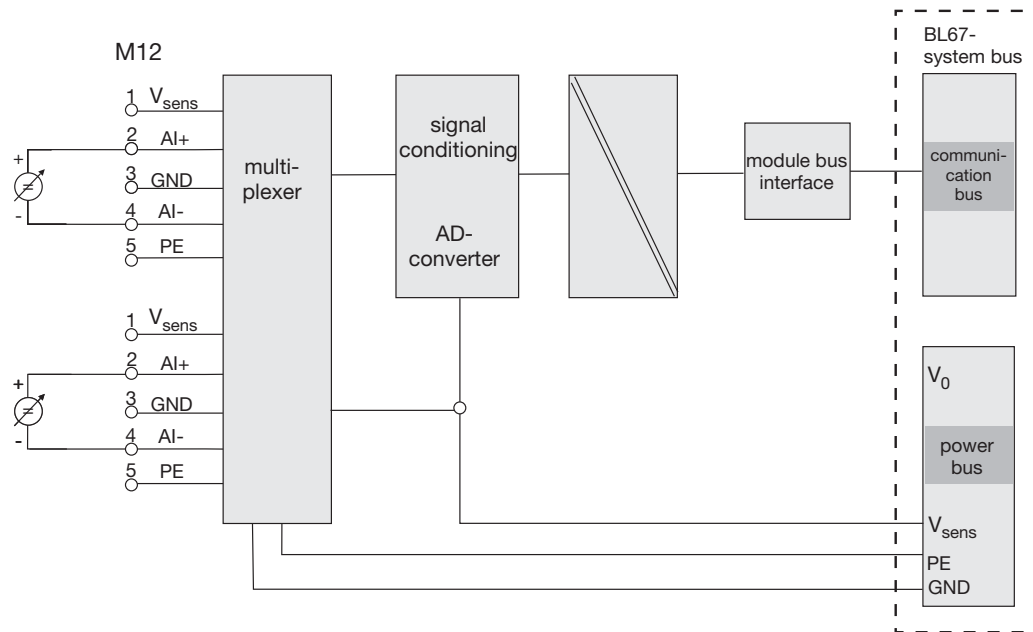 BL67-
system bus
M12
1 Vsens
2 AI+
3 GND
4 AI-
5 PE
+
=
-
1 Vsens
2 AI+
3 GND
4 AI-
5 PE
+
=
-
multi-
plexer
signal
conditioning
AD-
converter
module bus
interface
communi-
cation
bus
V0
power
bus
Vsens
PE
GND